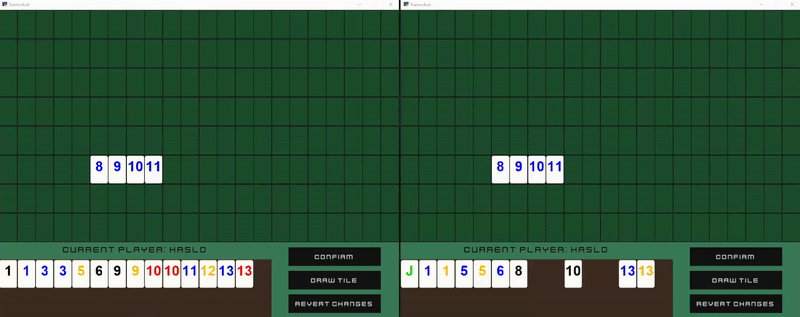 Rummikub
8 9 10 11
CURRENT PLAYER: HASLO
1 1 3 3 5 6 9 9 10 10 11 12 13 13
CONFIRM
DRAW TILE
REVERT CHANGES
8 9 10 11
CURRENT PLAYER: HASLO
J 1 1 5 5 6 8 10 13 13
CONFIRM
DRAW TILE
REVERT CHANGES